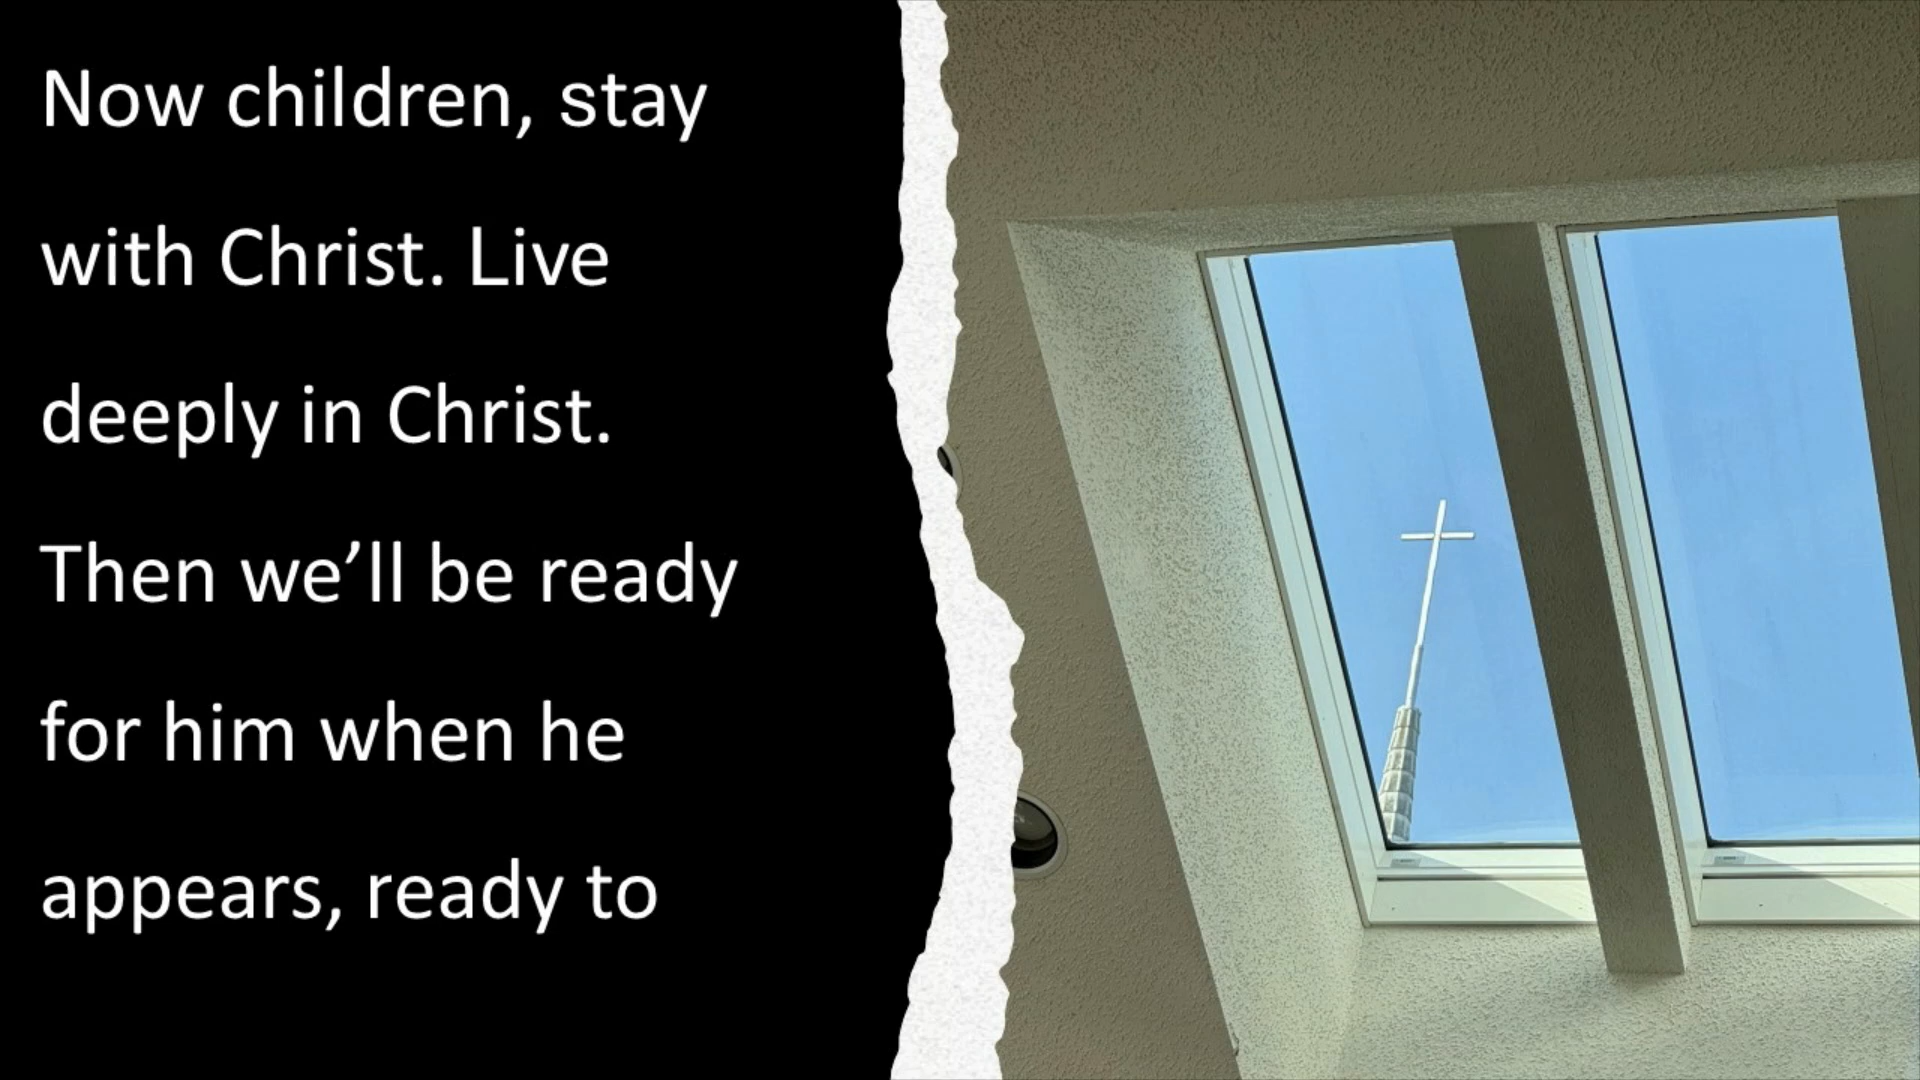 Now children, stay
with Christ. Live
deeply in Christ.
Then we’ll be ready
for him when he
appears, ready to